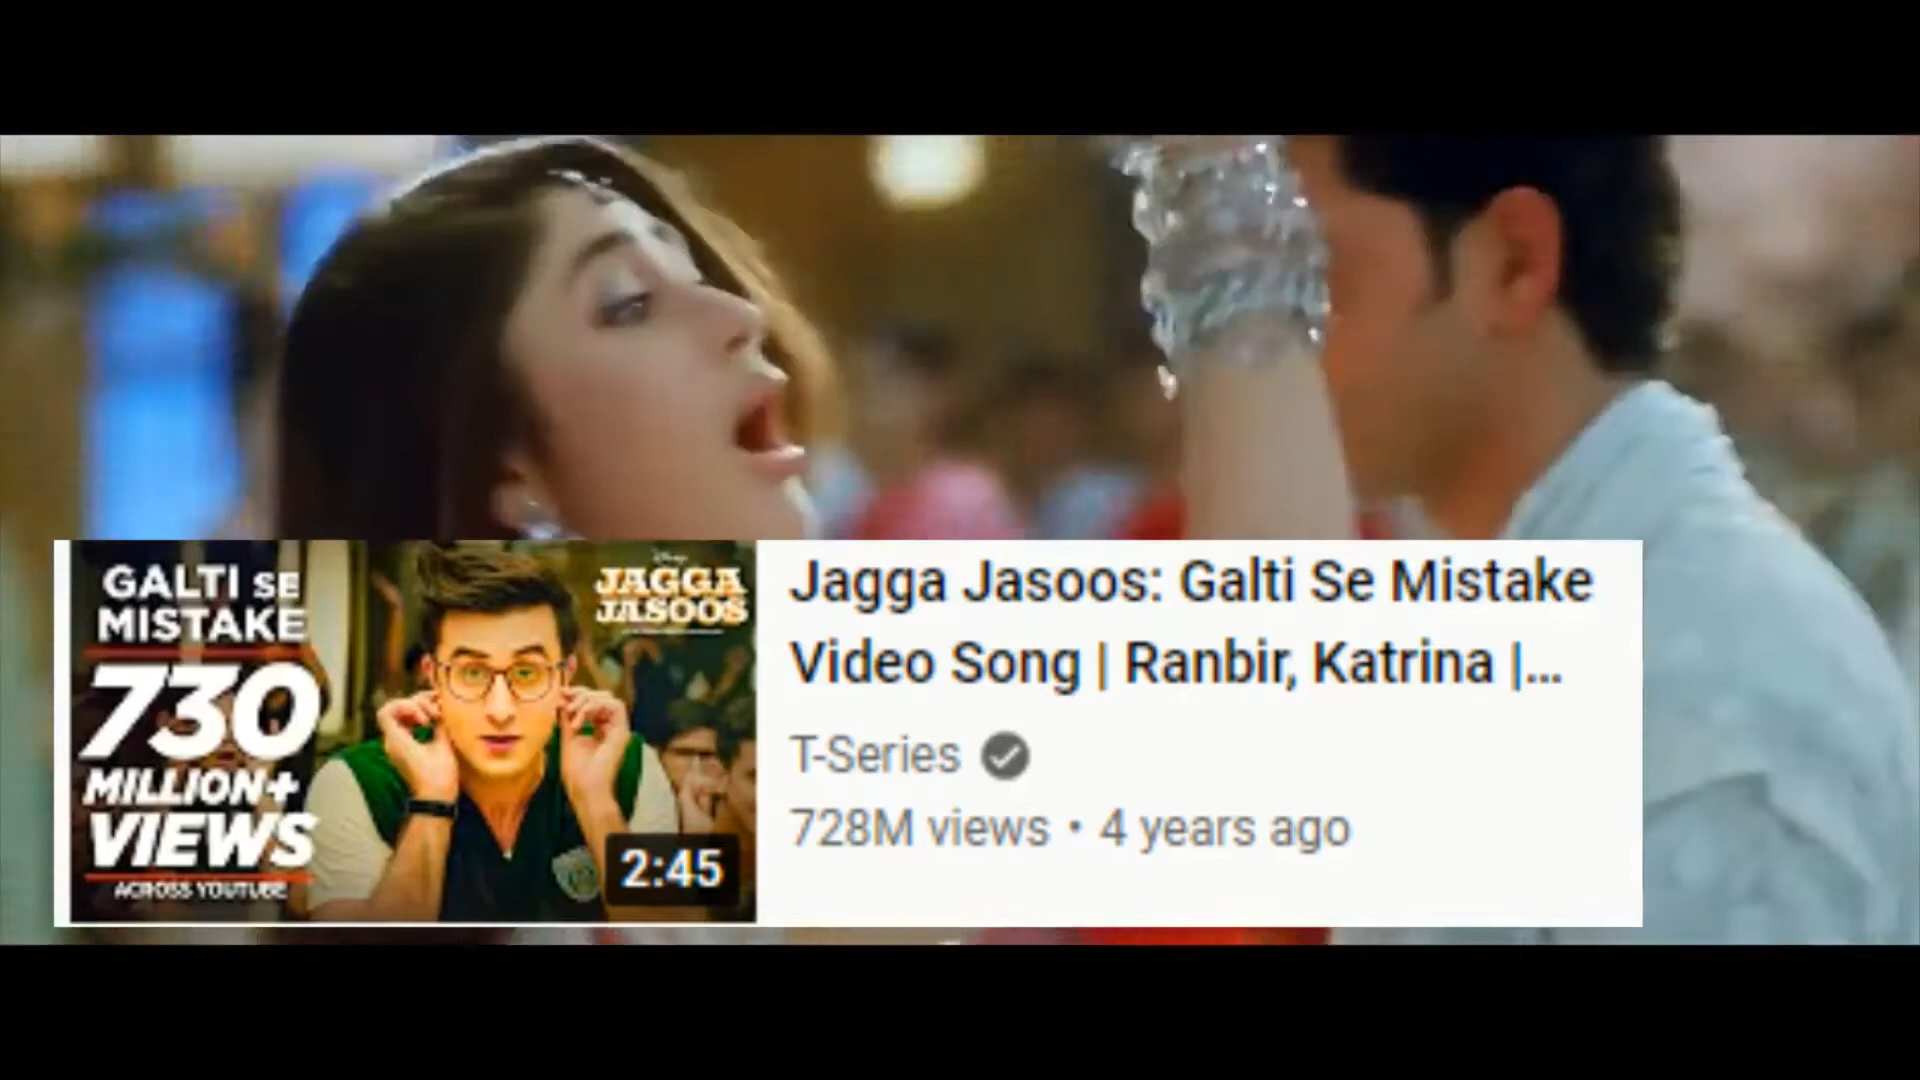 GALTI SE
MISTAKE
730
MILLION+
VIEWS
ACROSS YOUTUBE
JAGGA
JASOOS
2:45
Jagga Jasoos: Galti Se Mistake
Video Song | Ranbir, Katrina |...
T-Series
728M views • 4 years ago